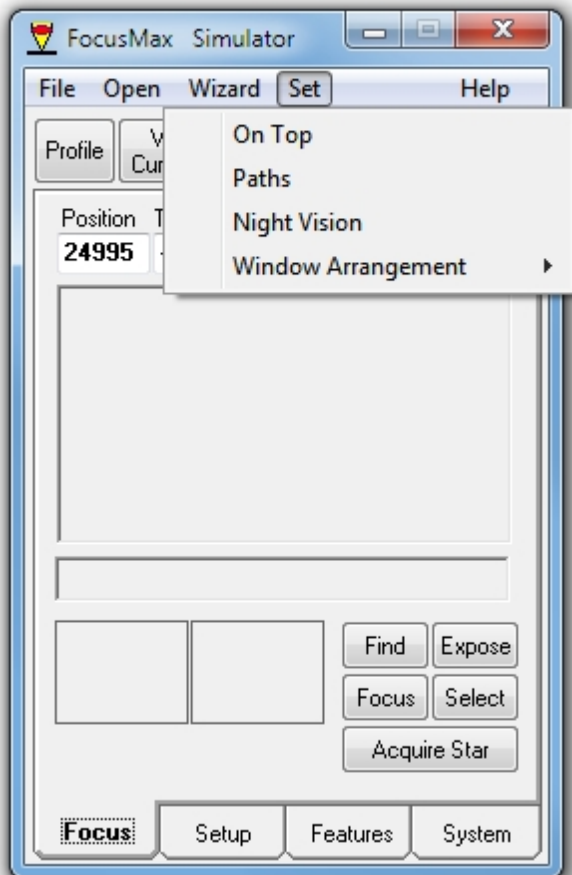 FocusMax Simulator
File Open Wizard Set Help
On Top
Paths
Night Vision
Window Arrangement
Profile
Position
24995
Find Expose
Focus Select
Acquire Star
Focus Setup Features System